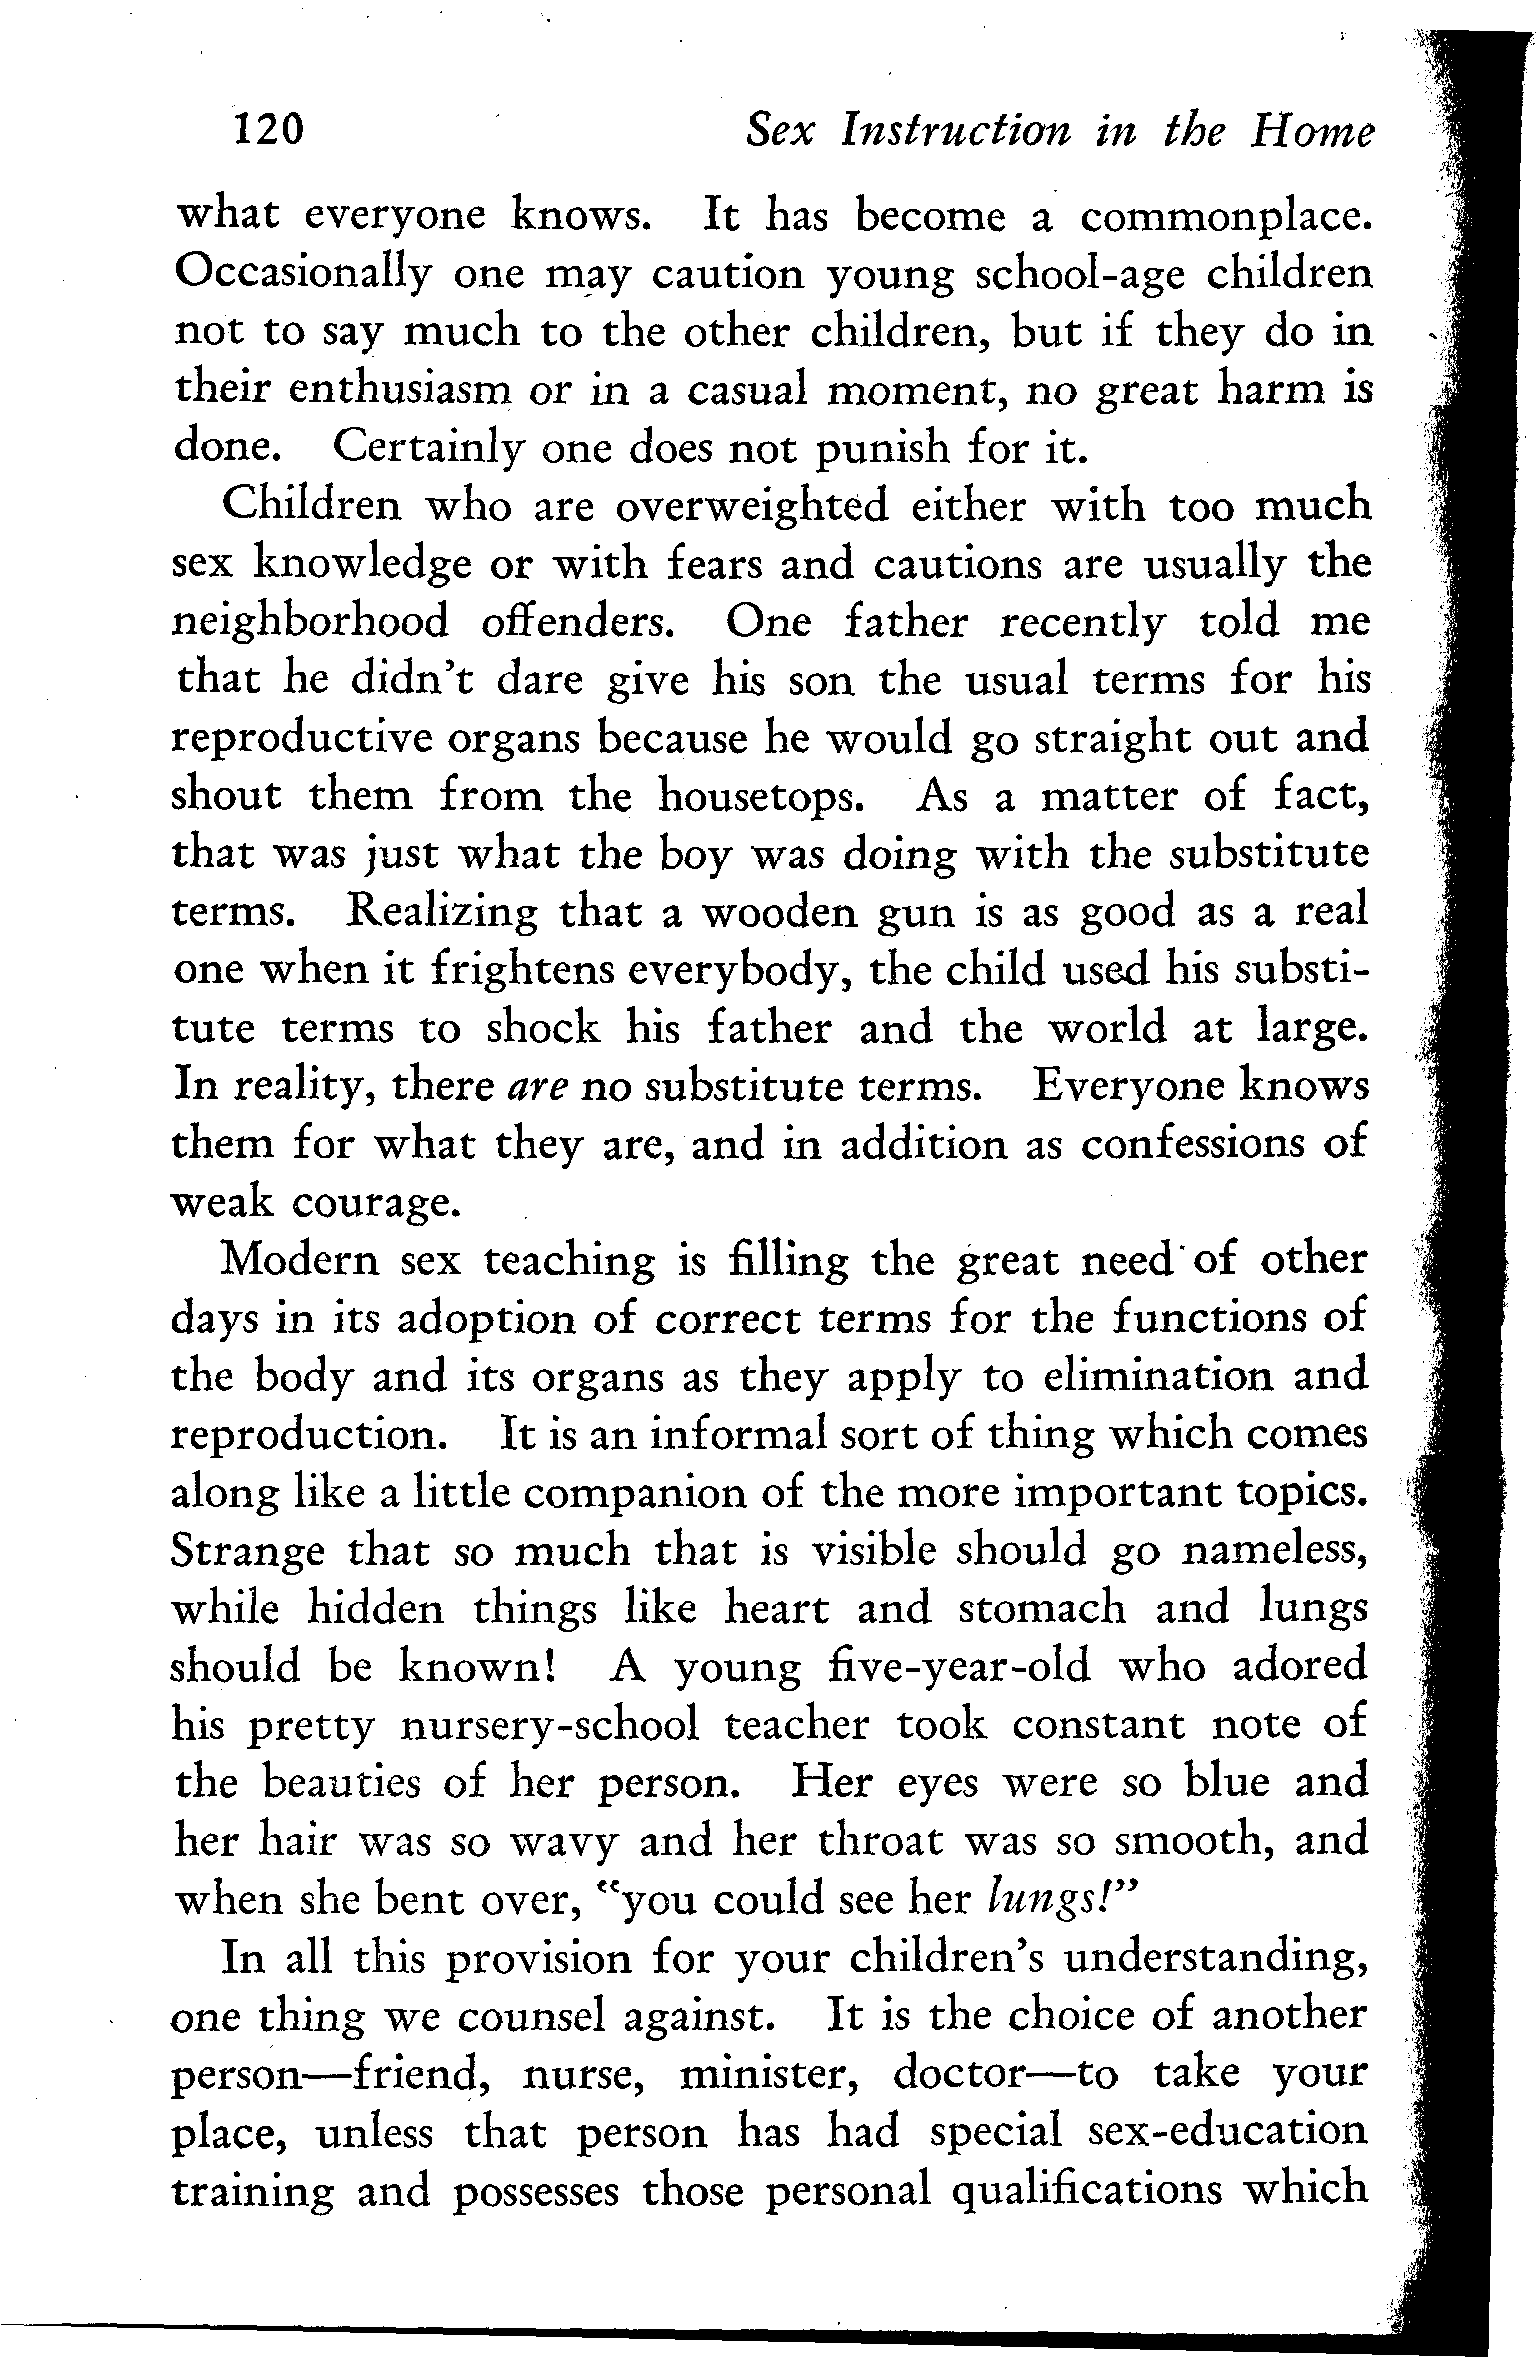 120 Sex Instruction in the Home
what everyone knows. It has become a commonplace.
Occasionally one may caution young school-age children
not to say much to the other children, but if they do in
their enthusiasm or in a casual moment, no great harm is
done. Certainly one does not punish for it.
Children who are overweighted either with too much
sex knowledge or with fears and cautions are usually the
neighborhood offenders. One father recently told me
that he didn't dare give his son the usual terms for his
reproductive organs because he would go straight out and
shout them from the housetops. As a matter of fact,
that was just what the boy was doing with the substitute
terms. Realizing that a wooden gun is as good as a real
one when it frightens everybody, the child used his substi-
tute terms to shock his father and the world at large.
In reality, there are no substitute terms. Everyone knows
them for what they are, and in addition as confessions of
weak courage.
Modern sex teaching is filling the great need of other
days in its adoption of correct terms for the functions of
the body and its organs as they apply to elimination and
reproduction. It is an informal sort of thing which comes
along like a little companion of the more important topics.
Strange that so much that is visible should go nameless,
while hidden things like heart and stomach and lungs
should be known! A young five-year-old who adored
his pretty nursery-school teacher took constant note of
the beauties of her person. Her eyes were so blue and
her hair was so wavy and her throat was so smooth, and
when she bent over, "you could see her lungs!"
In all this provision for your children's understanding,
one thing we counsel against. It is the choice of another
person—friend, nurse, minister, doctor—to take your
place, unless that person has had special sex-education
training and possesses those personal qualifications which